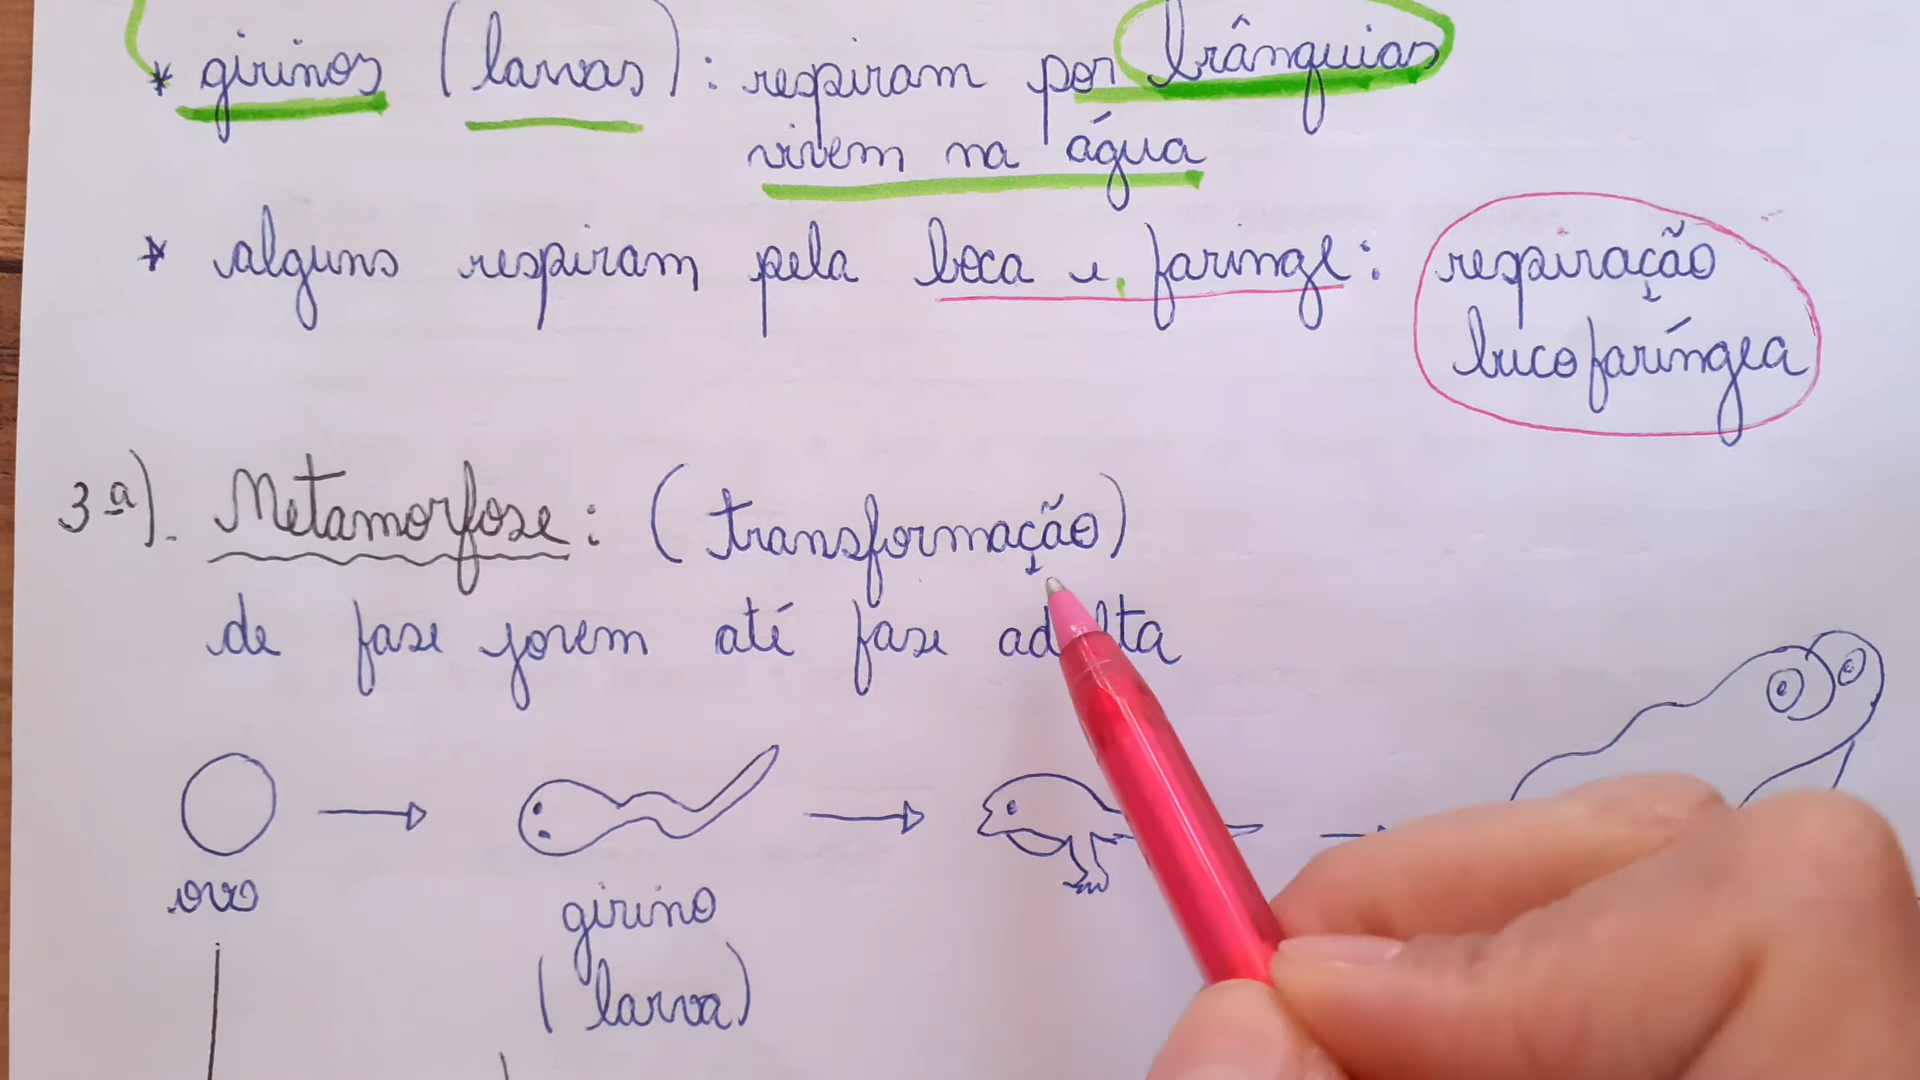 * girinos (larvas): respiram por brânquias
vivem na água
* alguns respiram pela boca e faringe: respiração
bucofaríngea
3ª). Metamorfose: (transformação)
de fase jovem até fase adulta
ovo
girino
(larva)